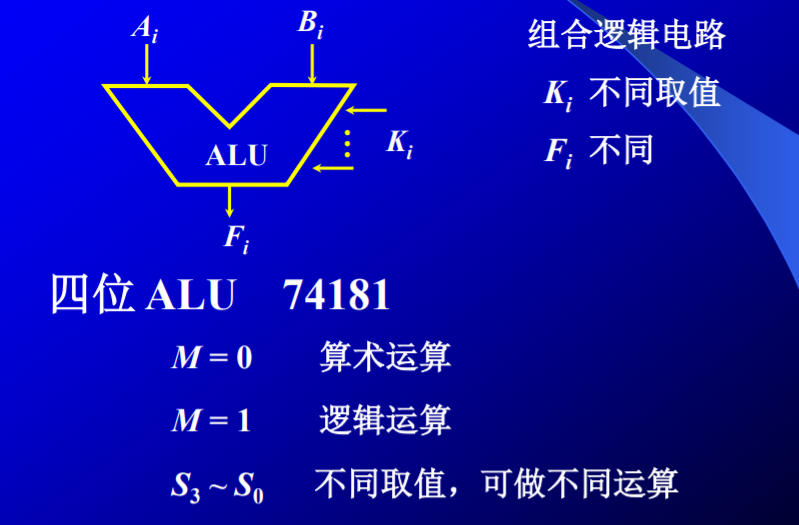 A_i B_i
组合逻辑电路
K_i 不同取值
ALU K_i
F_i 不同
F_i
四位 ALU 74181
M = 0 算术运算
M = 1 逻辑运算
S_3 ~ S_0 不同取值，可做不同运算